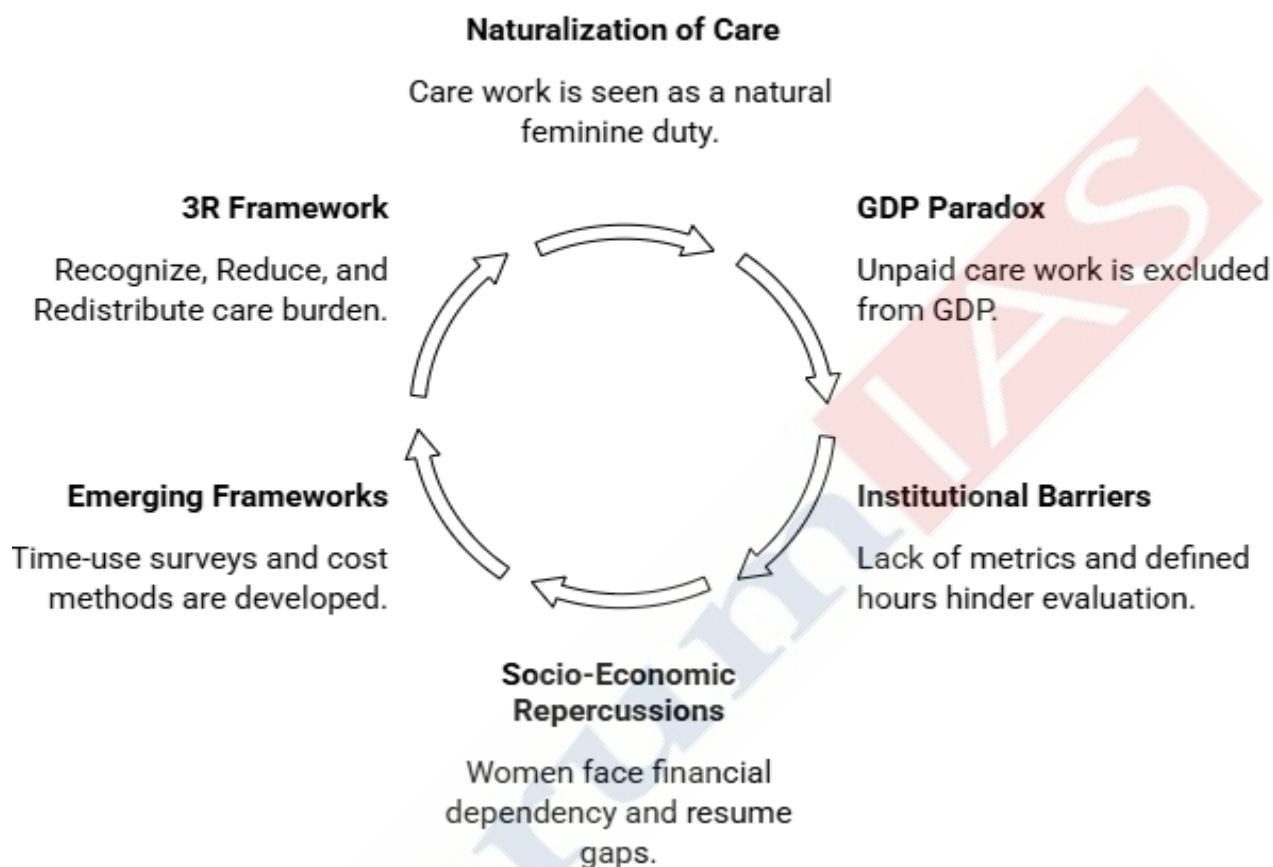 Naturalization of Care
Care work is seen as a natural
feminine duty.
GDP Paradox
Unpaid care work is excluded
from GDP.
Institutional Barriers
Lack of metrics and defined
hours hinder evaluation.
Socio-Economic
Repercussions
Women face financial
dependency and resume
gaps.
Emerging Frameworks
Time-use surveys and cost
methods are developed.
3R Framework
Recognize, Reduce, and
Redistribute care burden.
rum IAS